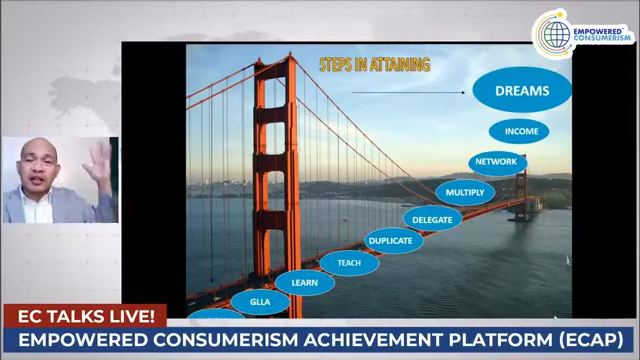 EMPOWERED
CONSUMERISM
STEPS IN ATTAINING
DREAMS
INCOME
NETWORK
MULTIPLY
DELEGATE
DUPLICATE
TEACH
LEARN
GLLA
EC TALKS LIVE!
EMPOWERED CONSUMERISM ACHIEVEMENT PLATFORM (ECAP)